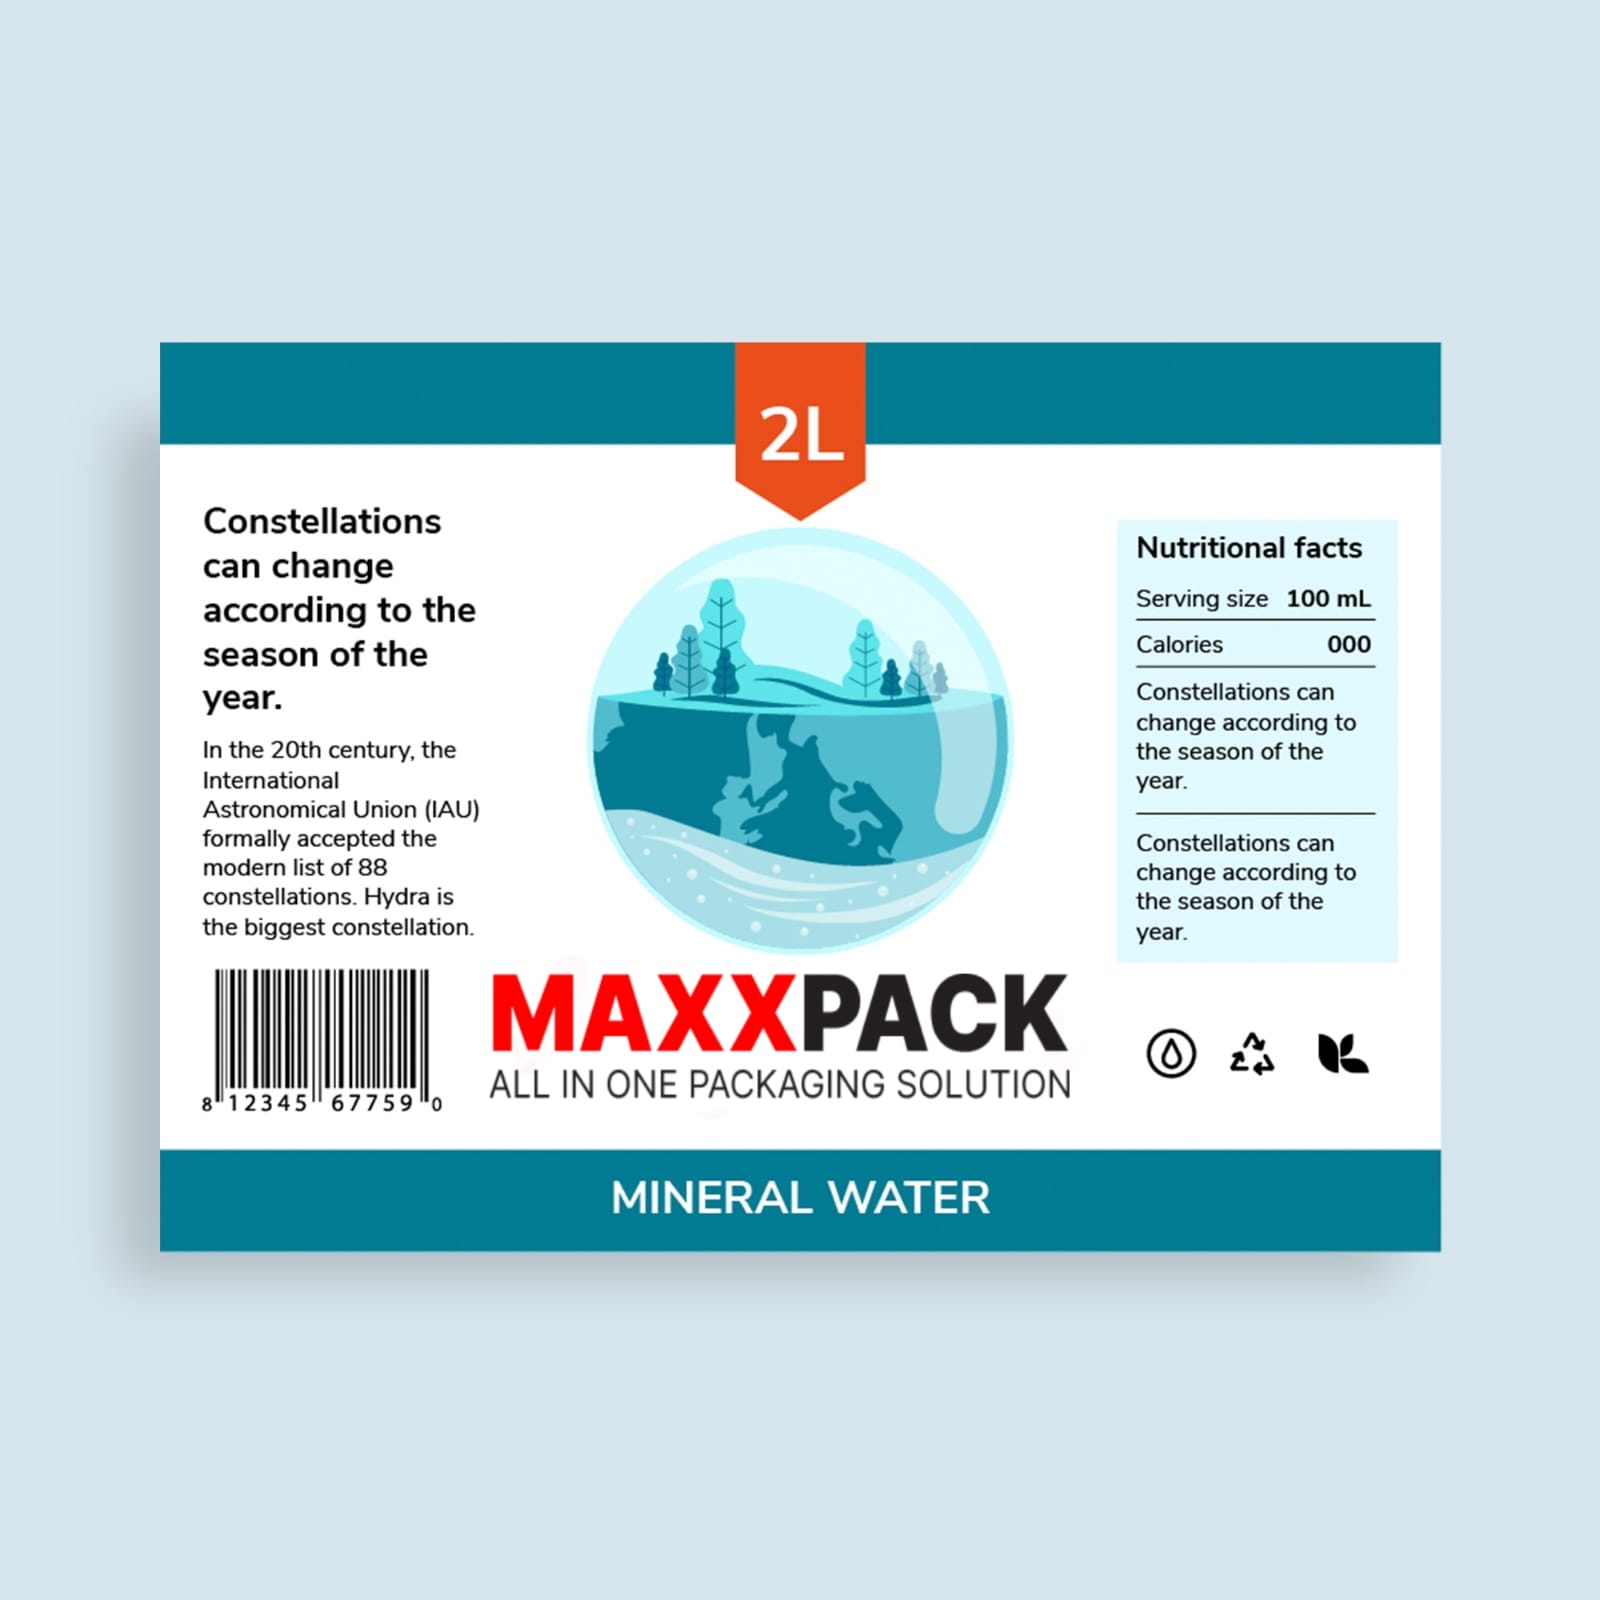 2L
Constellations
can change
according to the
season of the
year.
In the 20th century, the
International
Astronomical Union (IAU)
formally accepted the
modern list of 88
constellations. Hydra is
the biggest constellation.
8 12345 67759 0
MAXXPACK
ALL IN ONE PACKAGING SOLUTION
Nutritional facts
Serving size 100 mL
Calories 000
Constellations can
change according to
the season of the
year.
Constellations can
change according to
the season of the
year.
MINERAL WATER